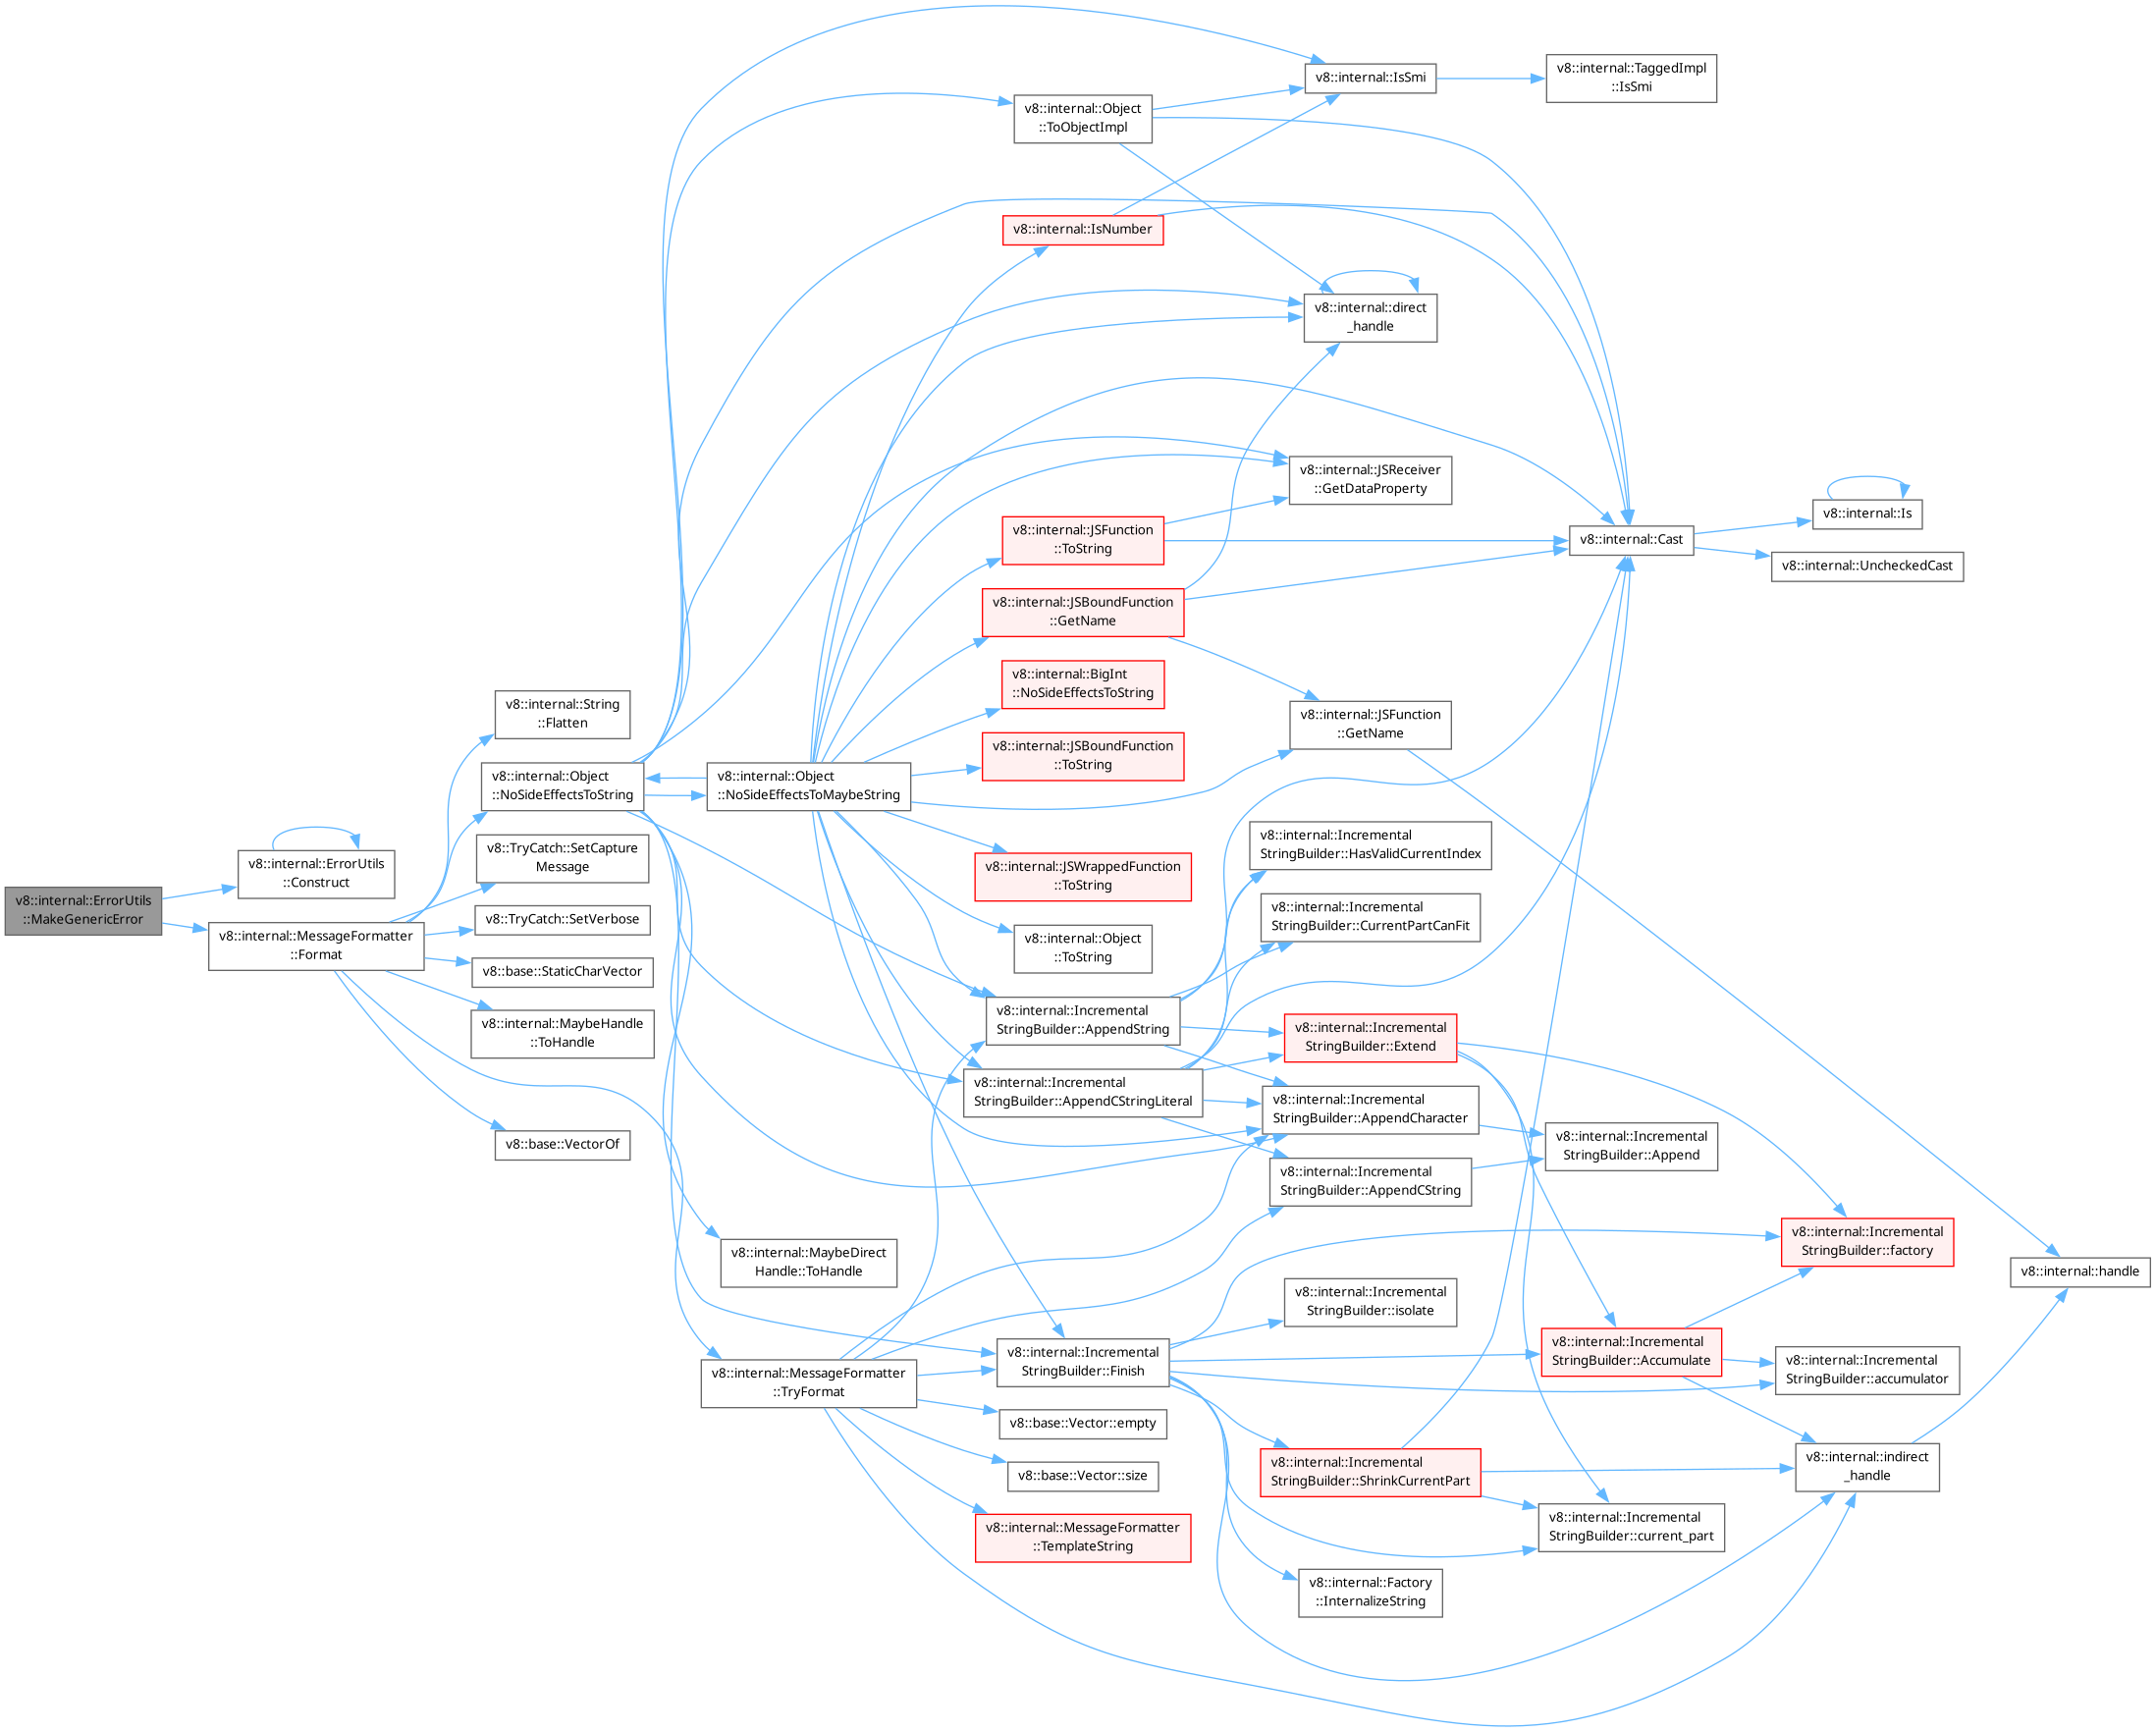 v8::internal::ErrorUtils
::MakeGenericError
v8::internal::ErrorUtils
::Construct
v8::internal::MessageFormatter
::Format
v8::internal::String
::Flatten
v8::internal::Object
::NoSideEffectsToString
v8::TryCatch::SetCapture
Message
v8::TryCatch::SetVerbose
v8::base::StaticCharVector
v8::internal::MaybeHandle
::ToHandle
v8::base::VectorOf
v8::internal::Object
::NoSideEffectsToMaybeString
v8::internal::MaybeDirect
Handle::ToHandle
v8::internal::MessageFormatter
::TryFormat
v8::internal::Object
::ToObjectImpl
v8::internal::IsNumber
v8::internal::JSFunction
::ToString
v8::internal::JSBoundFunction
::GetName
v8::internal::BigInt
::NoSideEffectsToString
v8::internal::JSBoundFunction
::ToString
v8::internal::JSWrappedFunction
::ToString
v8::internal::Object
::ToString
v8::internal::Incremental
StringBuilder::AppendString
v8::internal::Incremental
StringBuilder::AppendCStringLiteral
v8::internal::Incremental
StringBuilder::Finish
v8::base::Vector::empty
v8::base::Vector::size
v8::internal::MessageFormatter
::TemplateString
v8::internal::IsSmi
v8::internal::direct
_handle
v8::internal::JSReceiver
::GetDataProperty
v8::internal::JSFunction
::GetName
v8::internal::Incremental
StringBuilder::HasValidCurrentIndex
v8::internal::Incremental
StringBuilder::CurrentPartCanFit
v8::internal::Incremental
StringBuilder::Extend
v8::internal::Incremental
StringBuilder::AppendCharacter
v8::internal::Incremental
StringBuilder::AppendCString
v8::internal::Incremental
StringBuilder::isolate
v8::internal::Incremental
StringBuilder::ShrinkCurrentPart
v8::internal::Factory
::InternalizeString
v8::internal::TaggedImpl
::IsSmi
v8::internal::Cast
v8::internal::Incremental
StringBuilder::Append
v8::internal::Incremental
StringBuilder::Accumulate
v8::internal::Incremental
StringBuilder::current_part
v8::internal::Is
v8::internal::UncheckedCast
v8::internal::Incremental
StringBuilder::factory
v8::internal::Incremental
StringBuilder::accumulator
v8::internal::indirect
_handle
v8::internal::handle